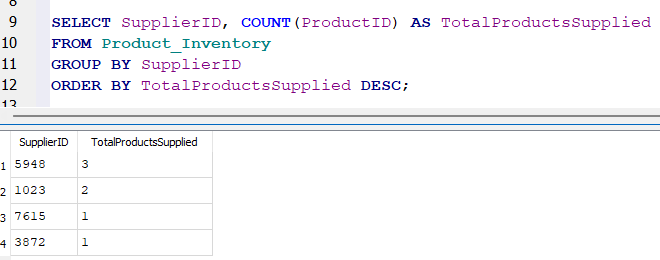 8
9 SELECT SupplierID, COUNT(ProductID) AS TotalProductsSupplied
10 FROM Product_Inventory
11 GROUP BY SupplierID
12 ORDER BY TotalProductsSupplied DESC;
13
SupplierID TotalProductsSupplied
1 5948 3
2 1023 2
3 7615 1
4 3872 1